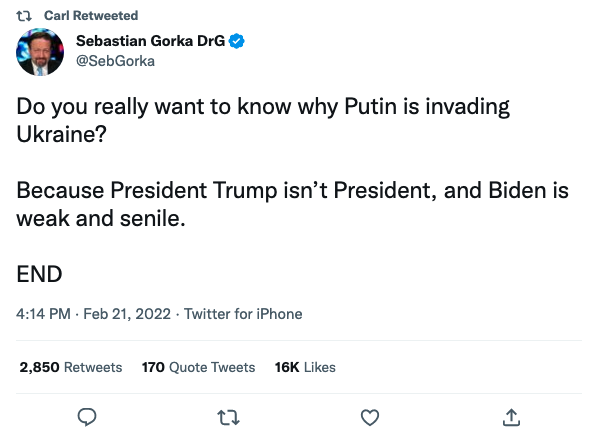 Carl Retweeted
Sebastian Gorka DrG
@SebGorka
Do you really want to know why Putin is invading
Ukraine?
Because President Trump isn’t President, and Biden is
weak and senile.
END
4:14 PM · Feb 21, 2022 · Twitter for iPhone
2,850 Retweets 170 Quote Tweets 16K Likes